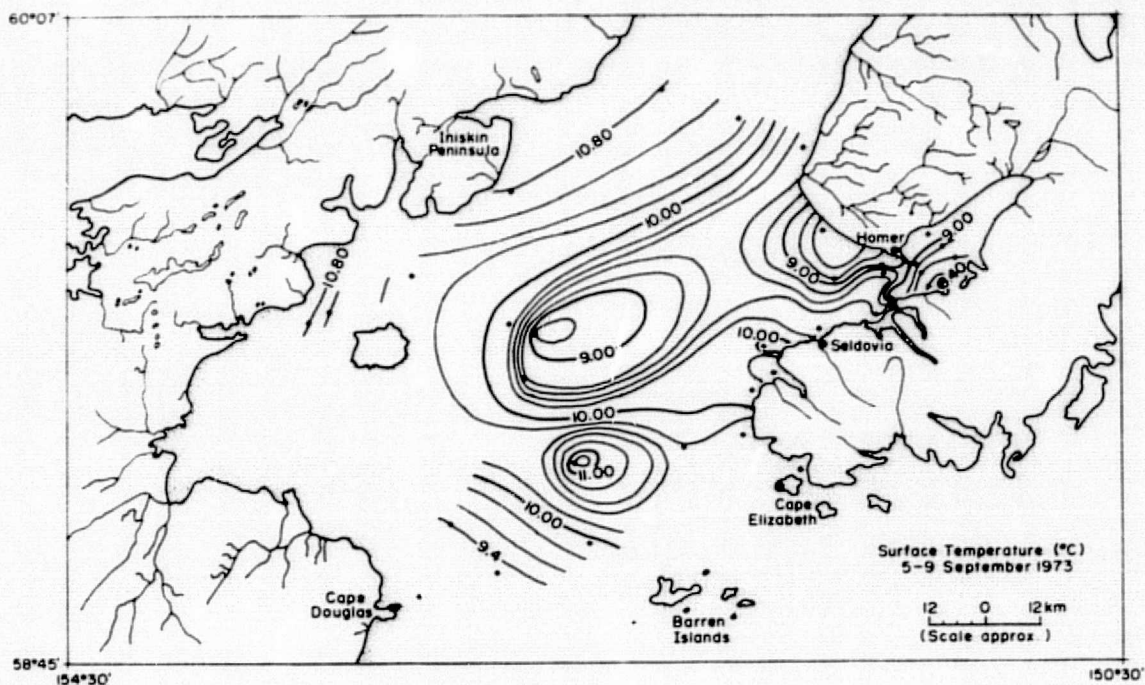 60°07'
Iniskin
Peninsula
10.80
10.00
Homer
9.00
9.00
10.80
9.00
10.00
Seldovia
10.00
11.00
10.00
9.4
Cape
Elizabeth
Surface Temperature (°C)
5-9 September 1973
Cape
Douglas
Barren
Islands
12 0 12 km
(Scale approx.)
58°45'
154°30'
150°30'